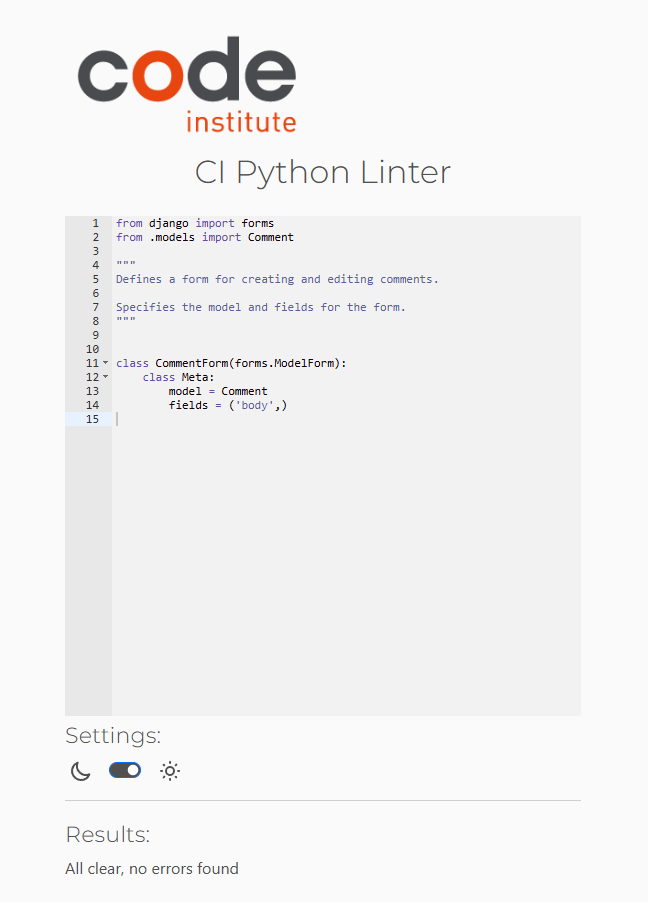 code
institute
CI Python Linter
1 from django import forms
2 from .models import Comment
3
4 """
5 Defines a form for creating and editing comments.
6
7 Specifies the model and fields for the form.
8 """
9
10
11 class CommentForm(forms.ModelForm):
12     class Meta:
13         model = Comment
14         fields = ('body',)
15
Settings:
Results:
All clear, no errors found